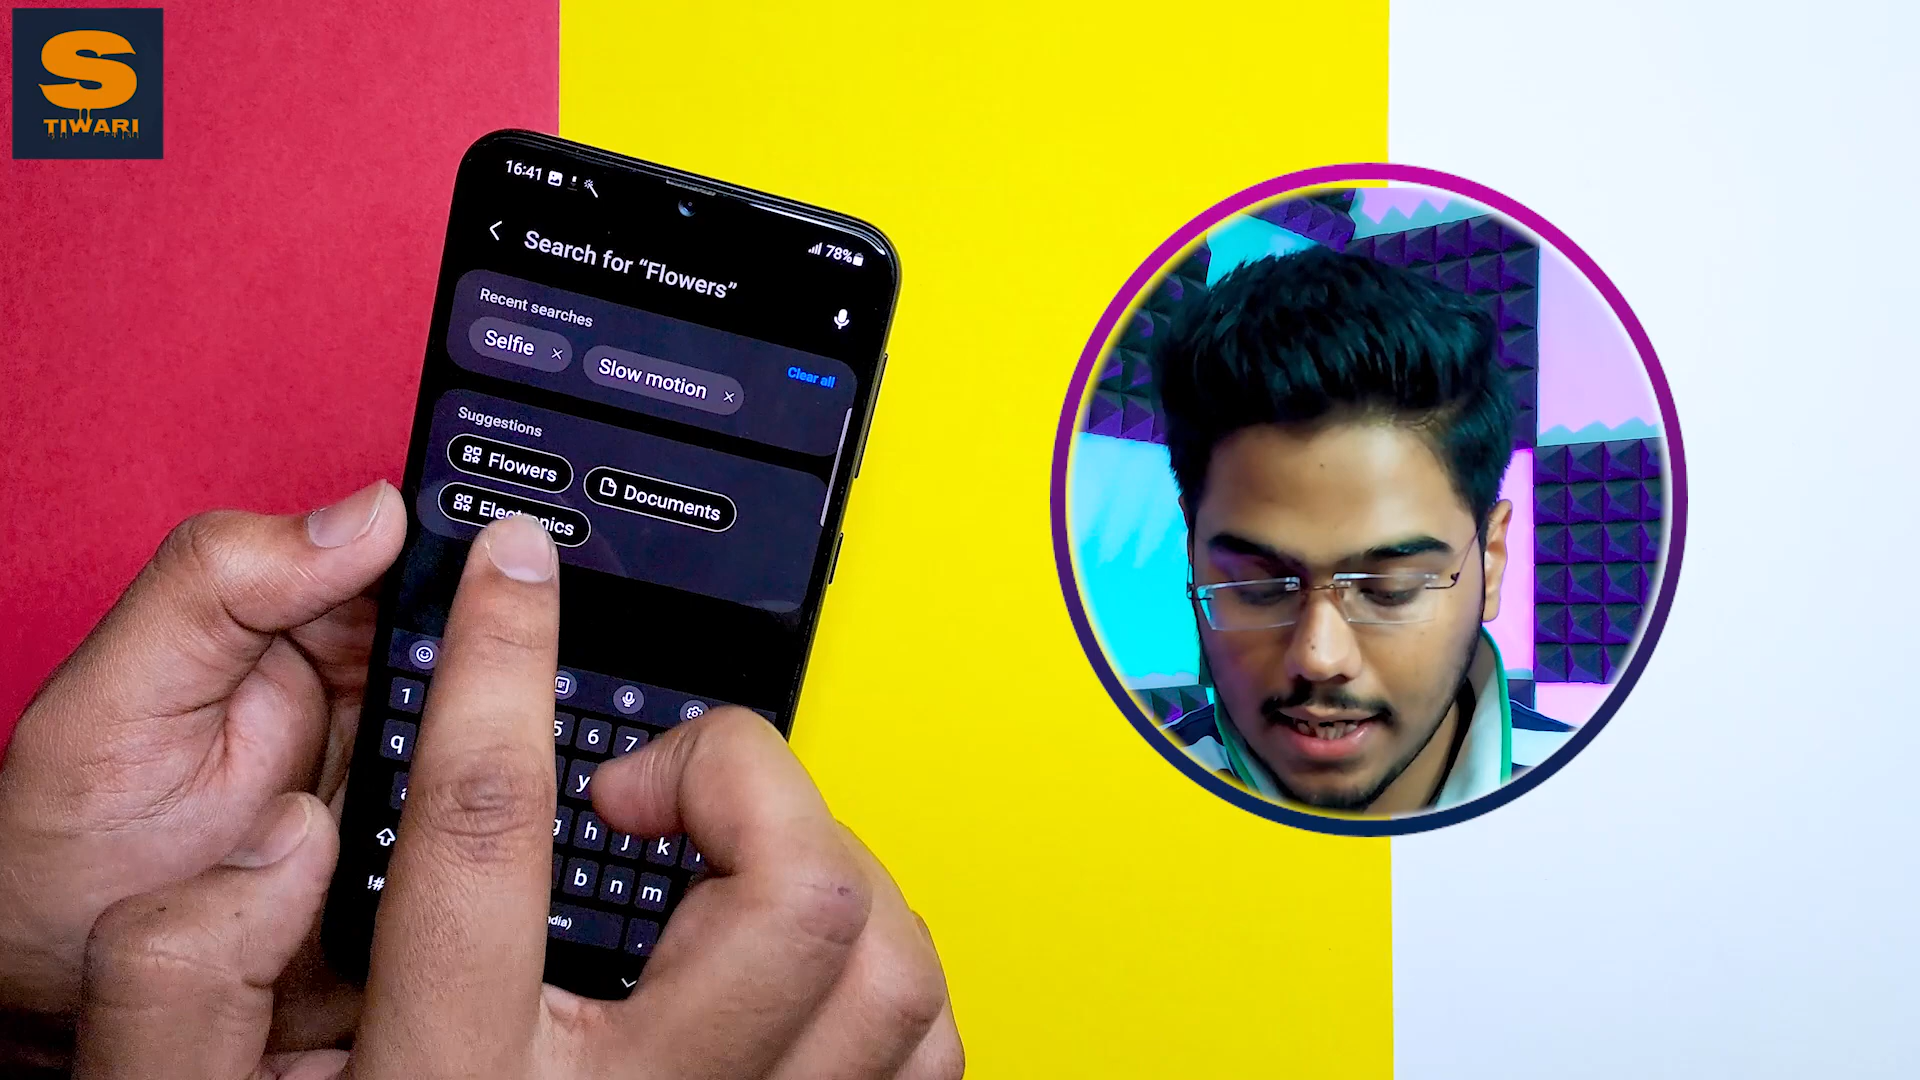 S
TIWARI
16:41
78%
Search for “Flowers”
Recent searches
Selfie
Slow motion
Clear all
Suggestions
Flowers
Documents
Electronics
1
5 6 7
q
y
h j k
!#
b n m
.